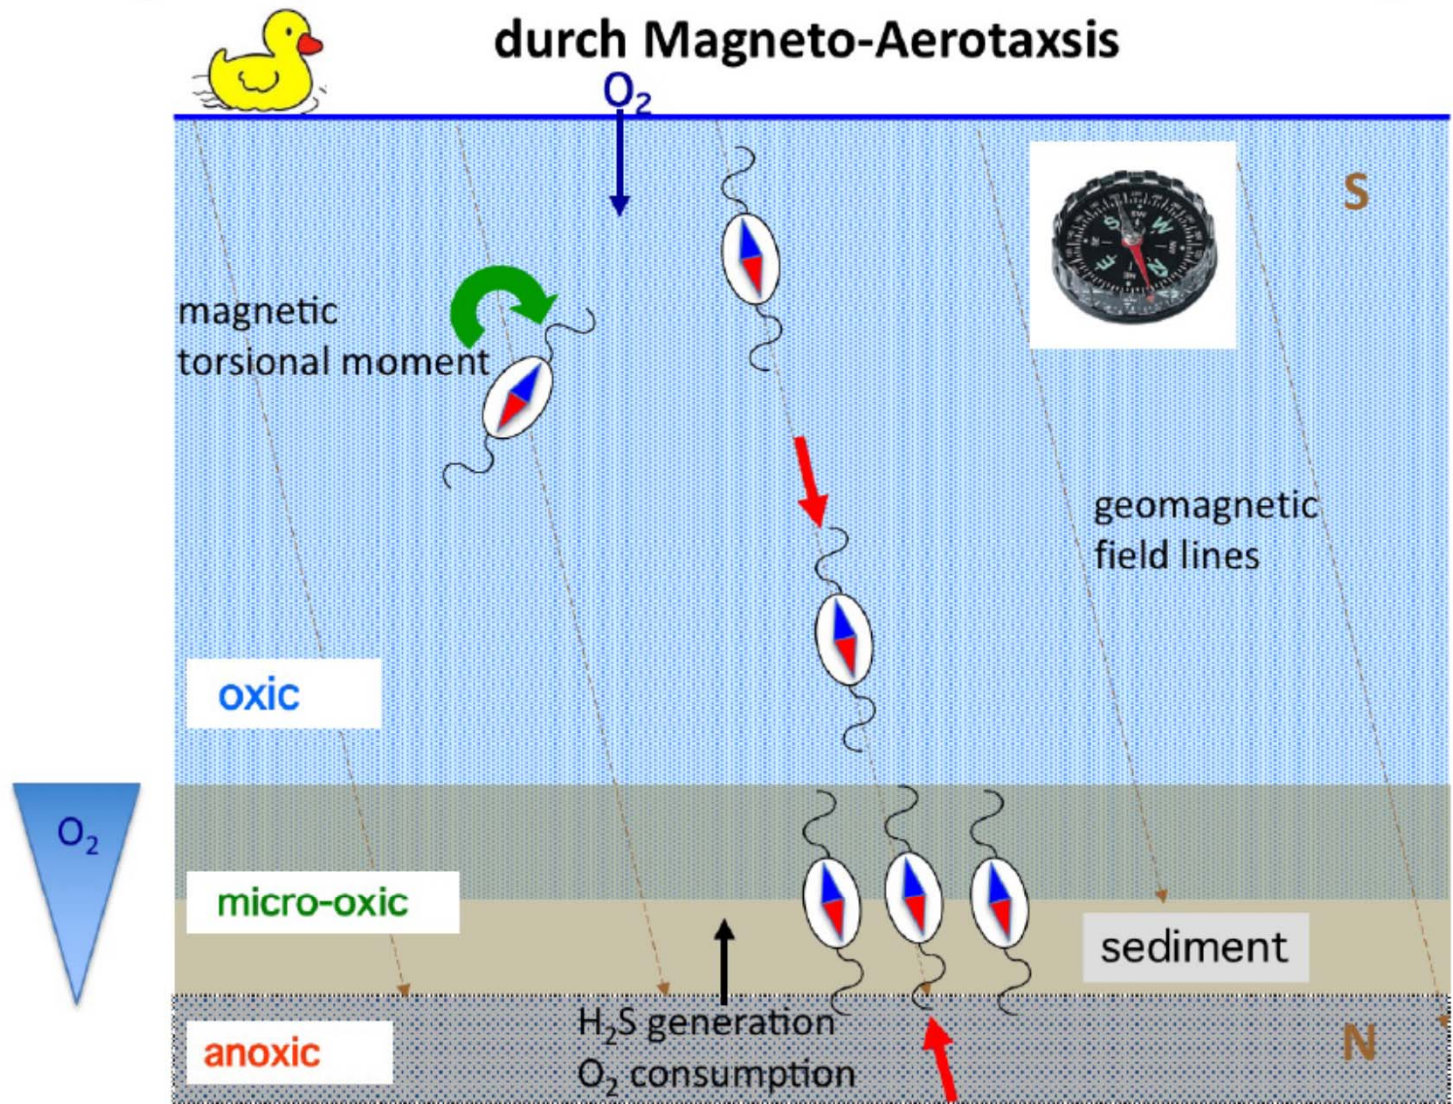 durch Magneto-Aerotaxsis
O₂
S
magnetic
torsional moment
S W
E N
geomagnetic
field lines
oxic
O₂
micro-oxic
sediment
H₂S generation
O₂ consumption
anoxic
N